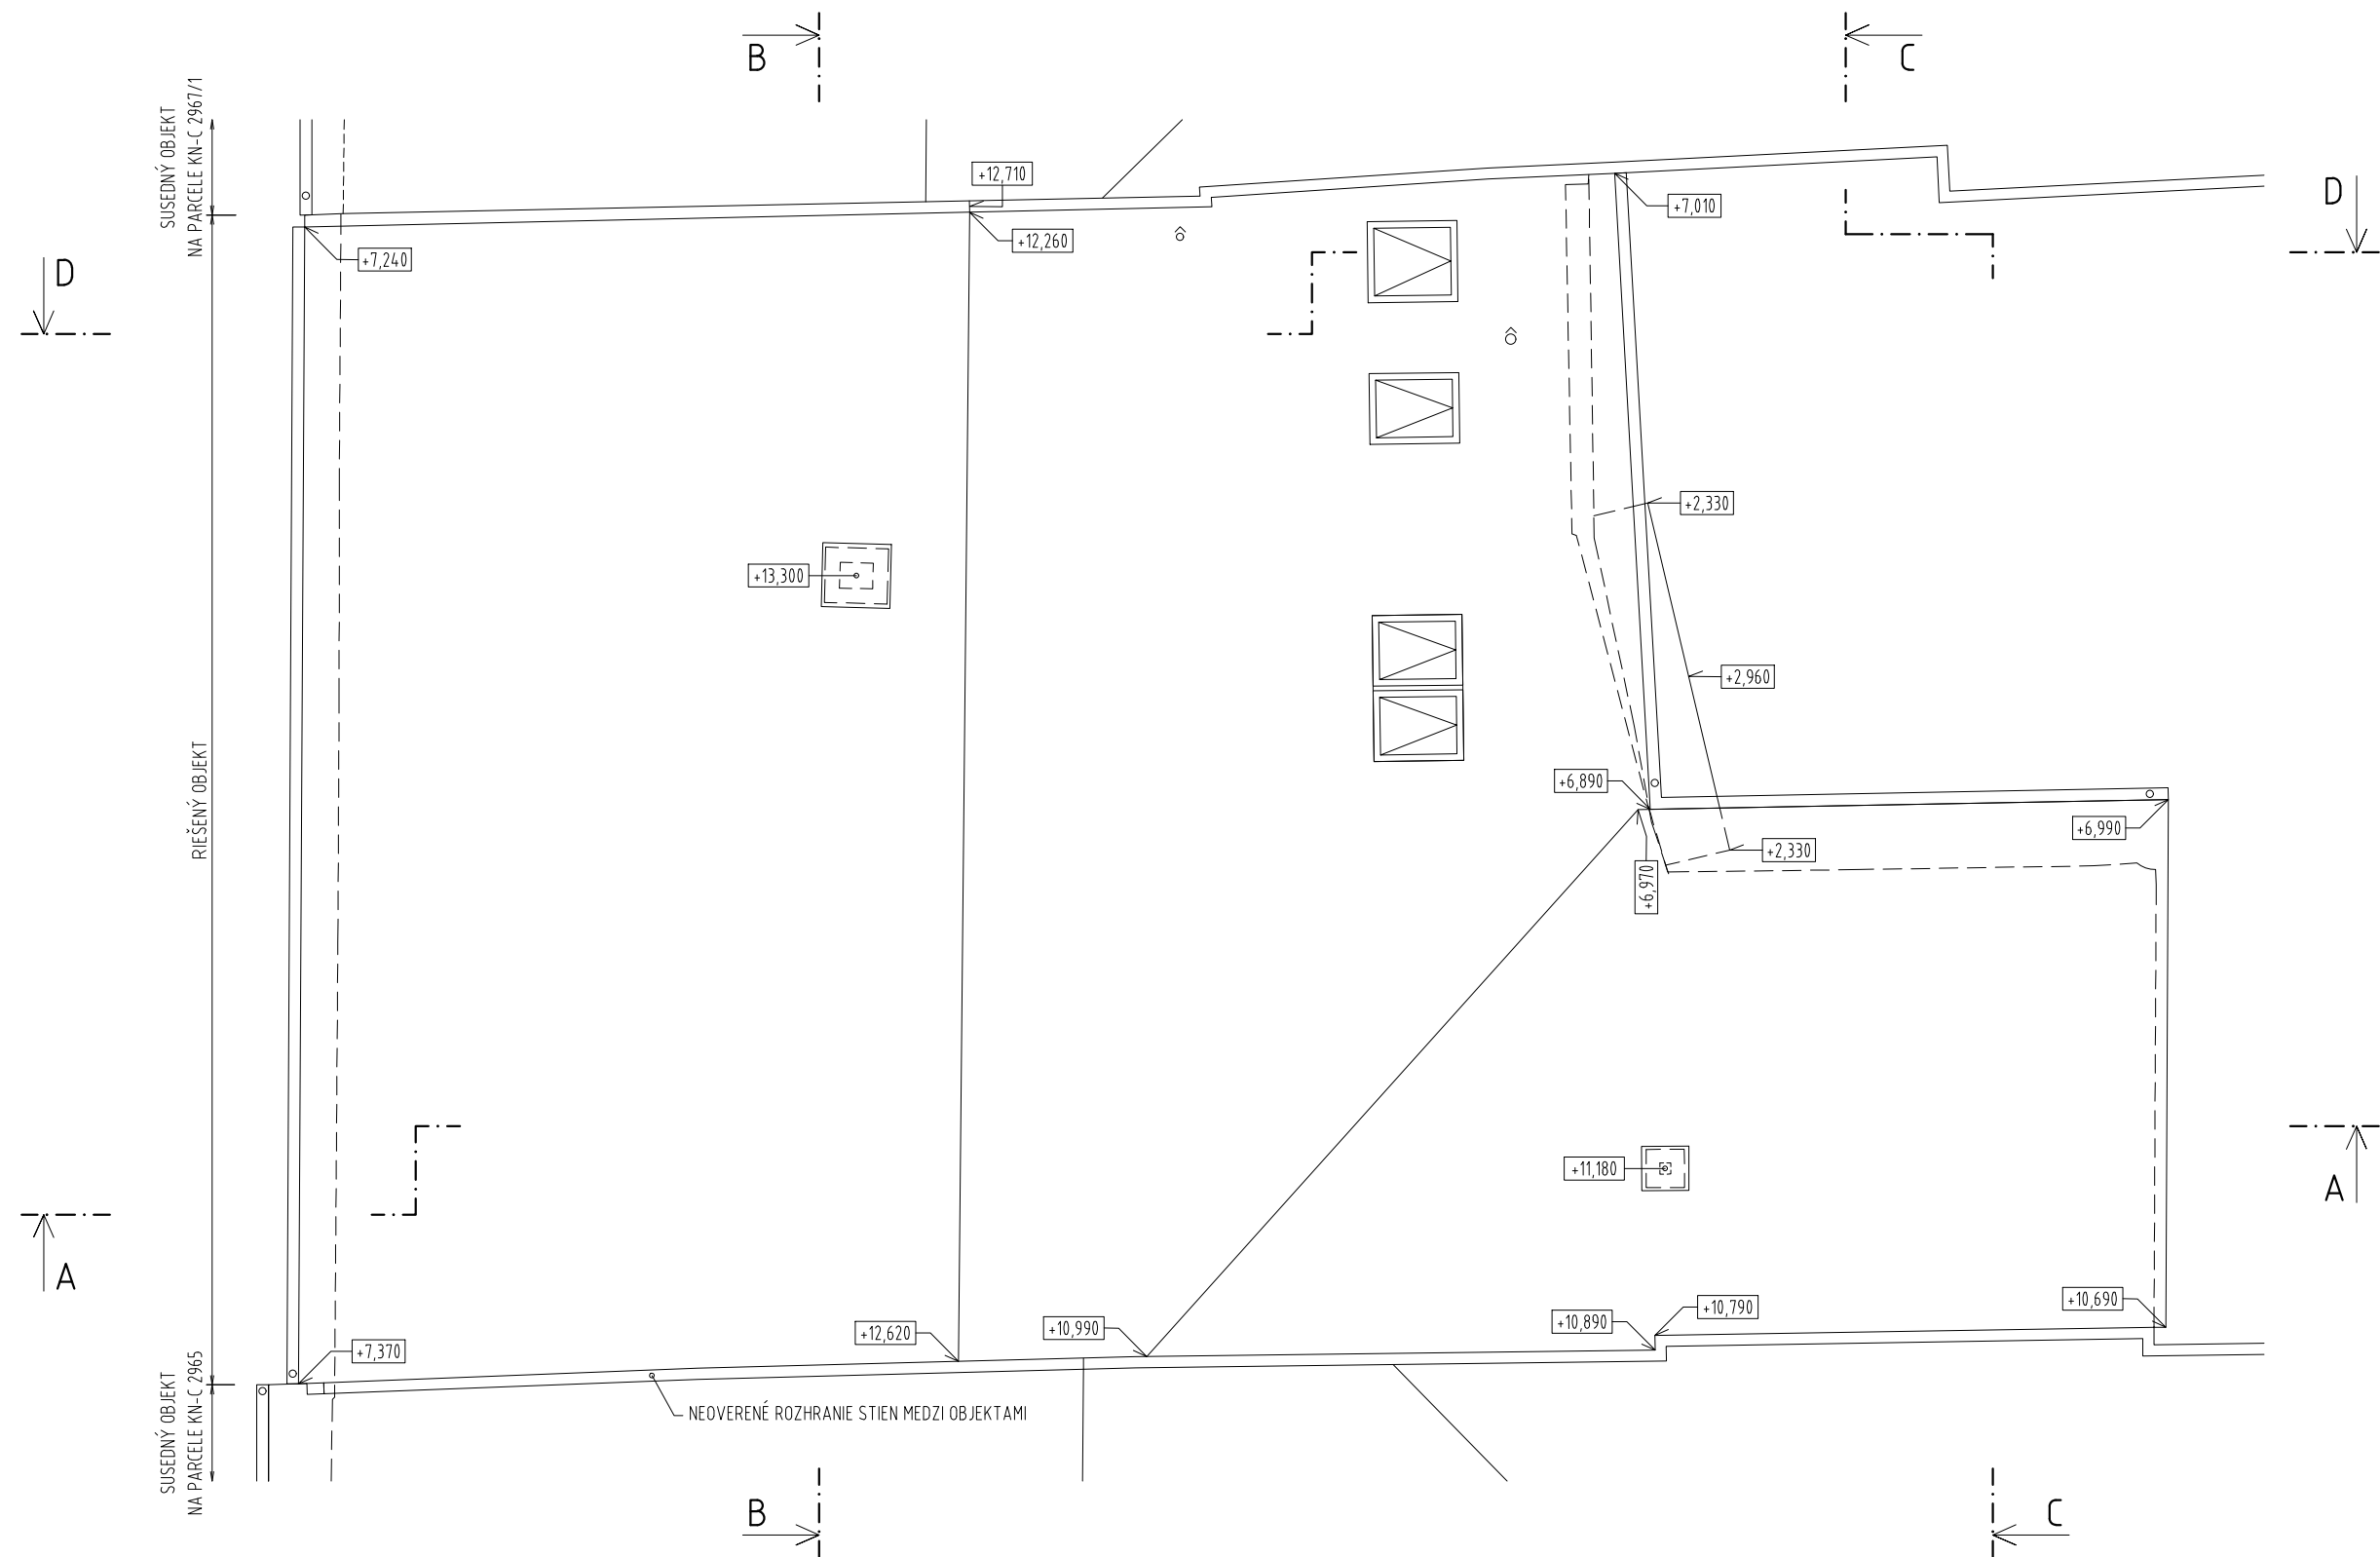 B
C
SUSEDNÝ OBJEKT
NA PARCELE KN-C 2967/1
+12,710
D
+7,010
+12,260
D
+7,240
+2,330
+13,300
+2,960
RIEŠENÝ OBJEKT
+6,890
+6,990
+2,330
+6,970
+11,180
A
A
+10,690
+10,790
+10,890
+10,990
+12,620
+7,370
SUSEDNÝ OBJEKT
NA PARCELE KN-C 2965
NEOVERENÉ ROZHRANIE STIEN MEDZI OBJEKTAMI
B
C